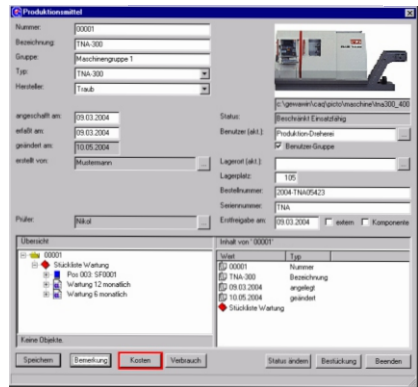 Produktionsmittel
Nummer: 00001
Bezeichnung: TNA-300
Gruppe: Maschinengruppe 1
Typ: TNA-300
Hersteller: Traub
c:\gewawin\caq\picto\maschine\tna300_400
angeschafft am: 09.03.2004
Status: Beschränkt Einsatzfähig
erfaßt am: 09.03.2004
Benutzer (akt.): Produktion-Dreherei ...
geändert am: 10.05.2004
Benutzer-Gruppe
erstellt von: Mustermann ...
Lagerort (akt.): ...
Lagerplatz: 105
Bestellnummer: 2004-TNA05423
Seriennummer: TNA
Prüfer: Nikol ...
Erstfreigabe am: 09.03.2004 extern Komponente
Übersicht
Inhalt von '00001'
00001
Stückliste Wartung
Pos 003: SF0001
Wartung 12 monatlich
Wartung 6 monatlich
Wert Typ
00001 Nummer
TNA-300 Bezeichnung
09.03.2004 angelegt
10.05.2004 geändert
Stückliste Wartung
Keine Objekte.
Speichern Bemerkung Kosten Verbrauch Status ändern Bestückung Beenden